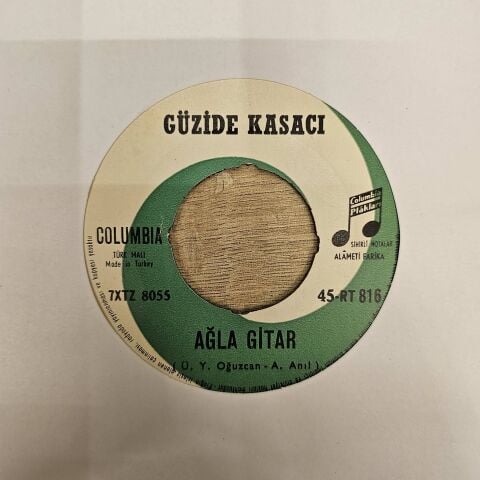 GÜZİDE KASACI
COLUMBIA
TÜRK MALI
Made in Turkey
7XTZ 8055
Columbia
Plakları
SİHİRLİ NOTALAR
ALÂMETİ FARİKA
45-RT 816
AĞLA GİTAR
( Ü. Y. Oğuzcan - A. Anıl )